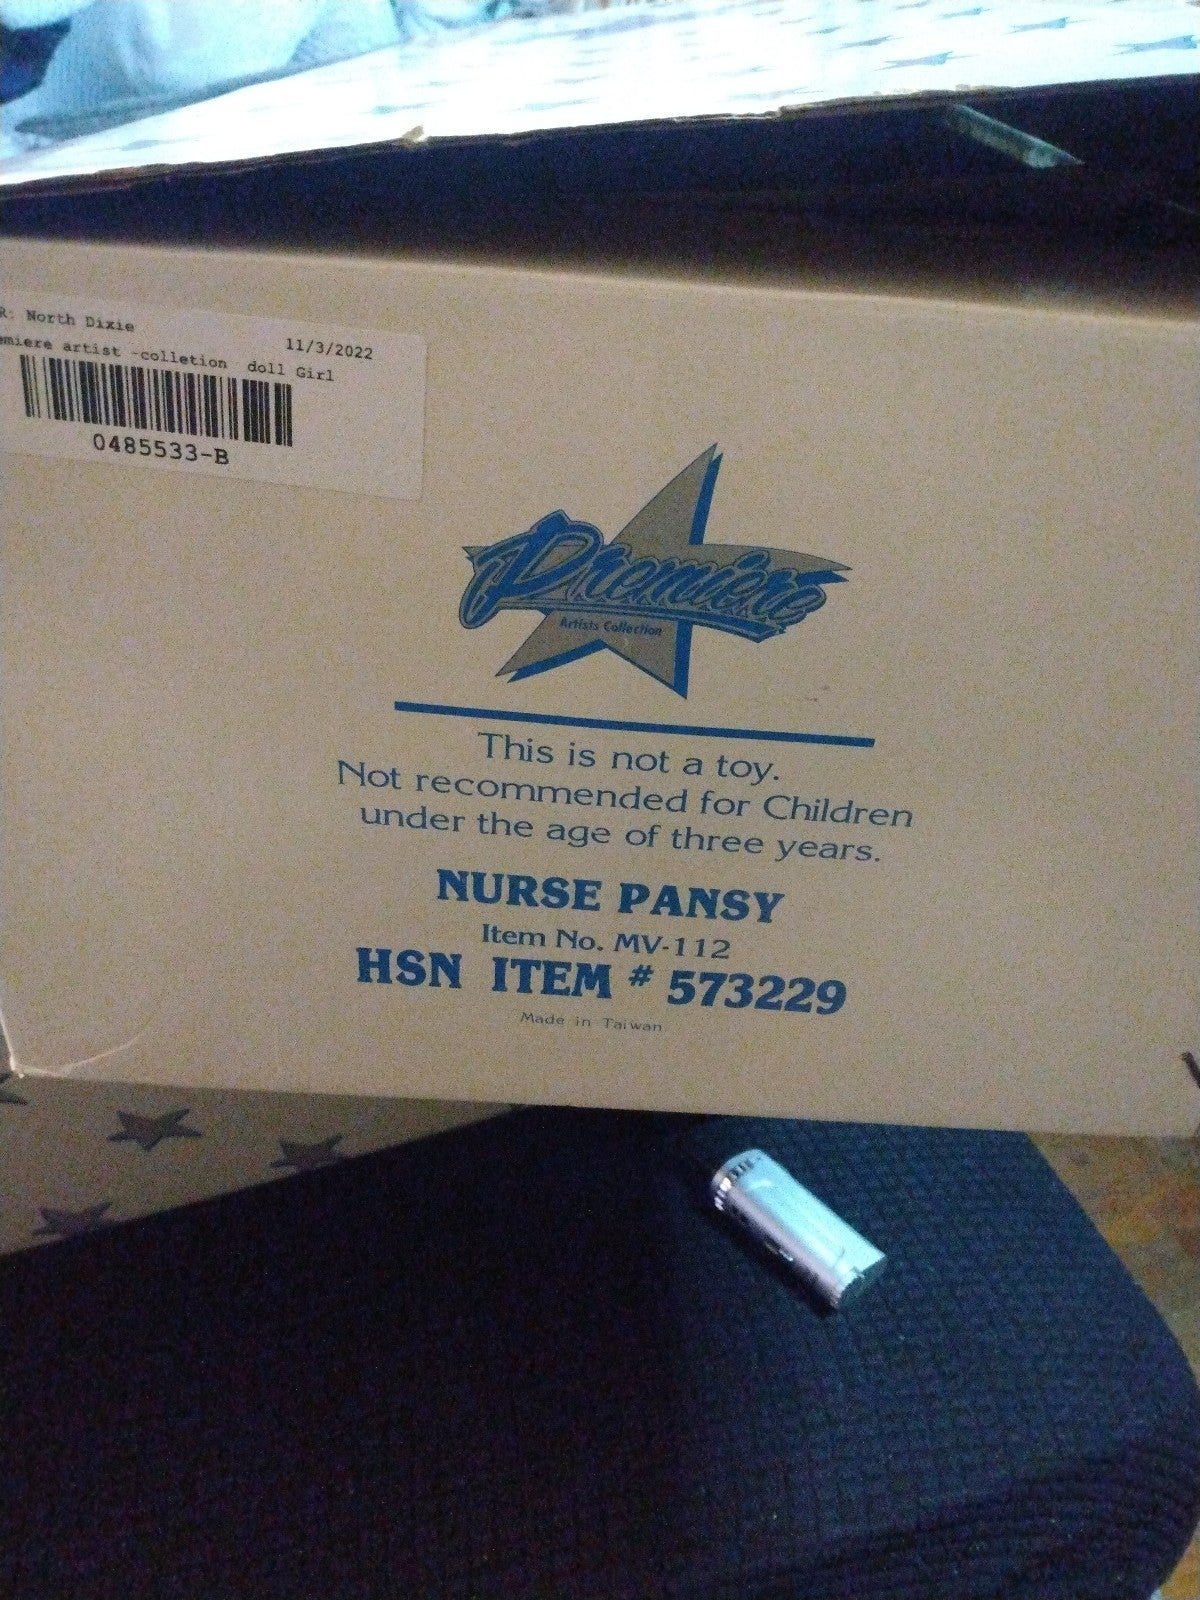 R: North Dixie
11/3/2022
emiere artist -colletion doll Girl
0485533-B
Premiere
Artists Collection
This is not a toy.
Not recommended for Children
under the age of three years.
NURSE PANSY
Item No. MV-112
HSN ITEM # 573229
Made in Taiwan